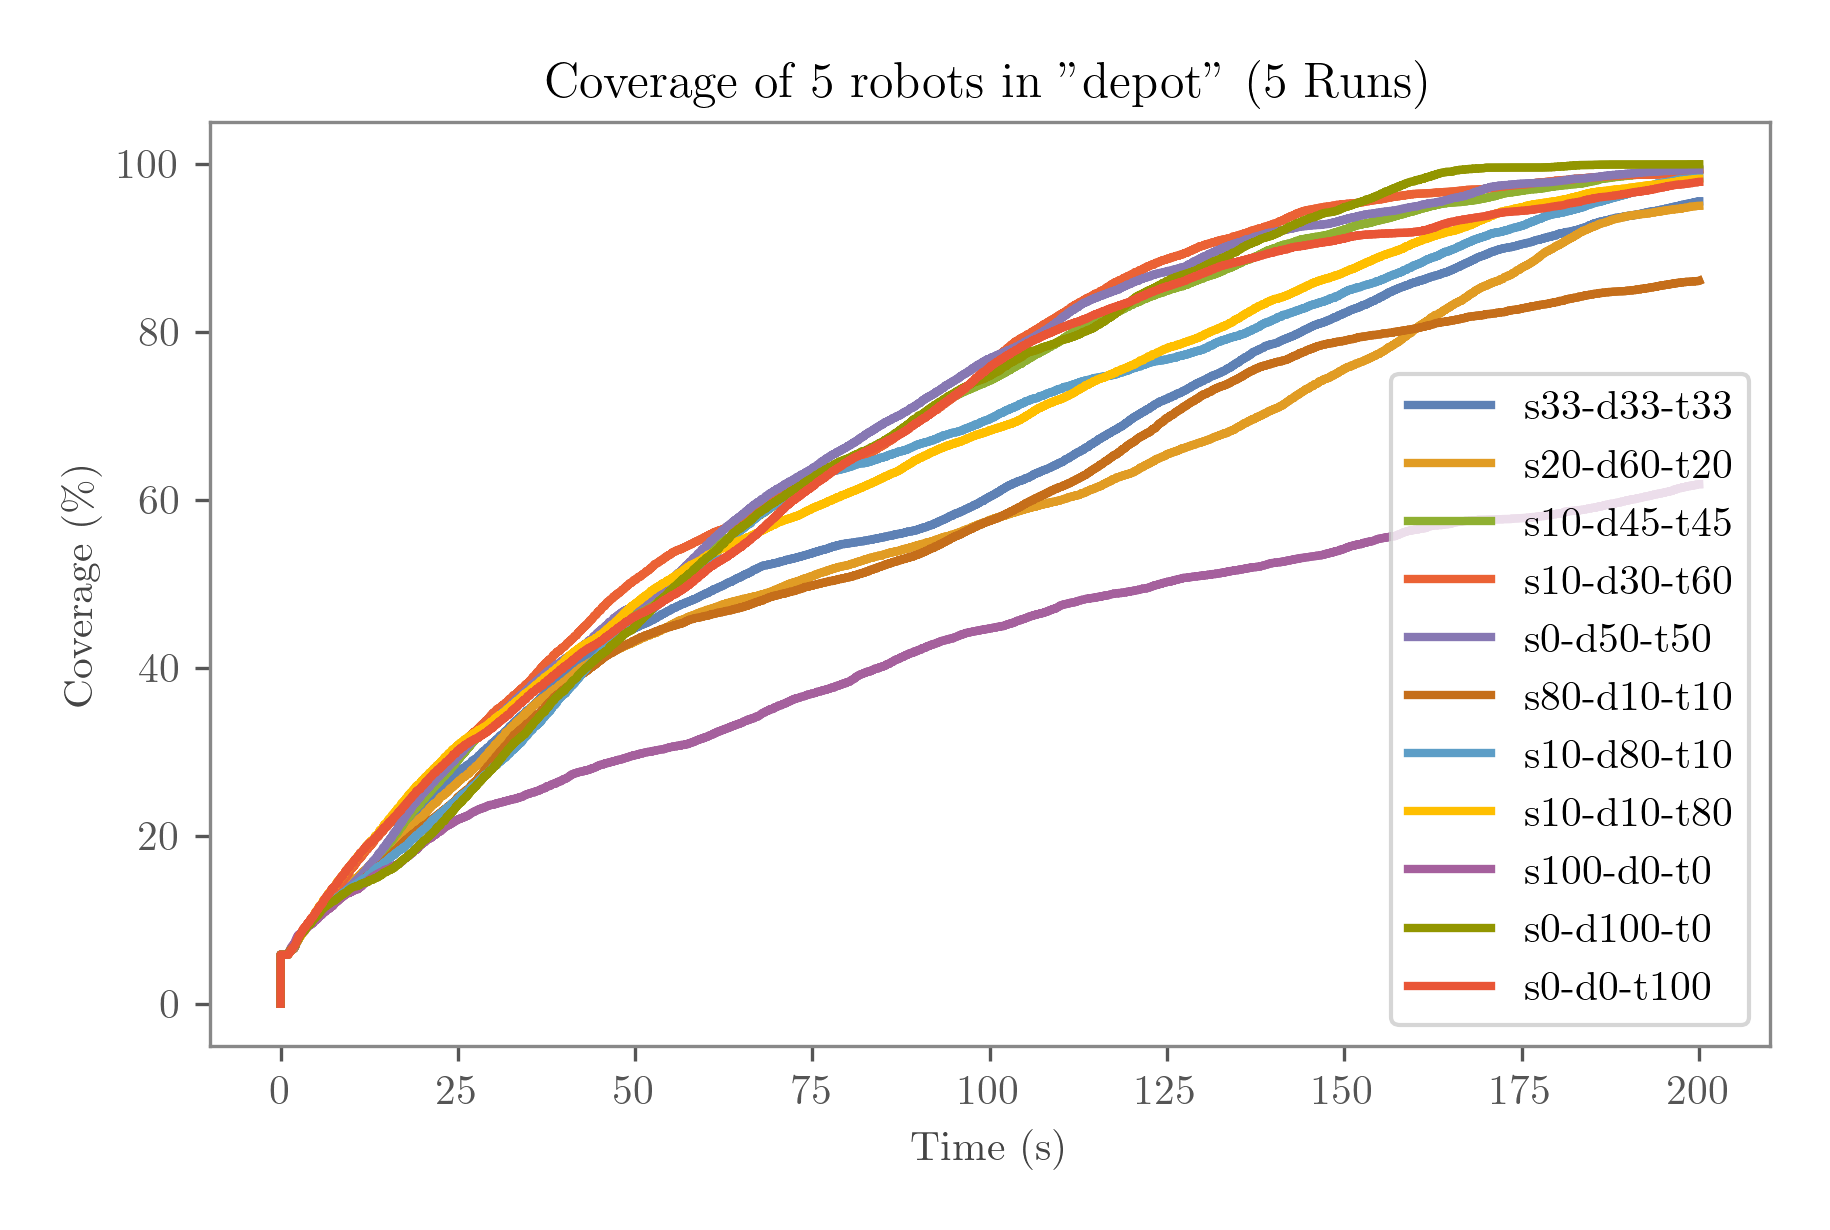 Coverage of 5 robots in "depot" (5 Runs)
Coverage (%)
100
80
60
40
20
0
0 25 50 75 100 125 150 175 200
Time (s)
s33-d33-t33
s20-d60-t20
s10-d45-t45
s10-d30-t60
s0-d50-t50
s80-d10-t10
s10-d80-t10
s10-d10-t80
s100-d0-t0
s0-d100-t0
s0-d0-t100